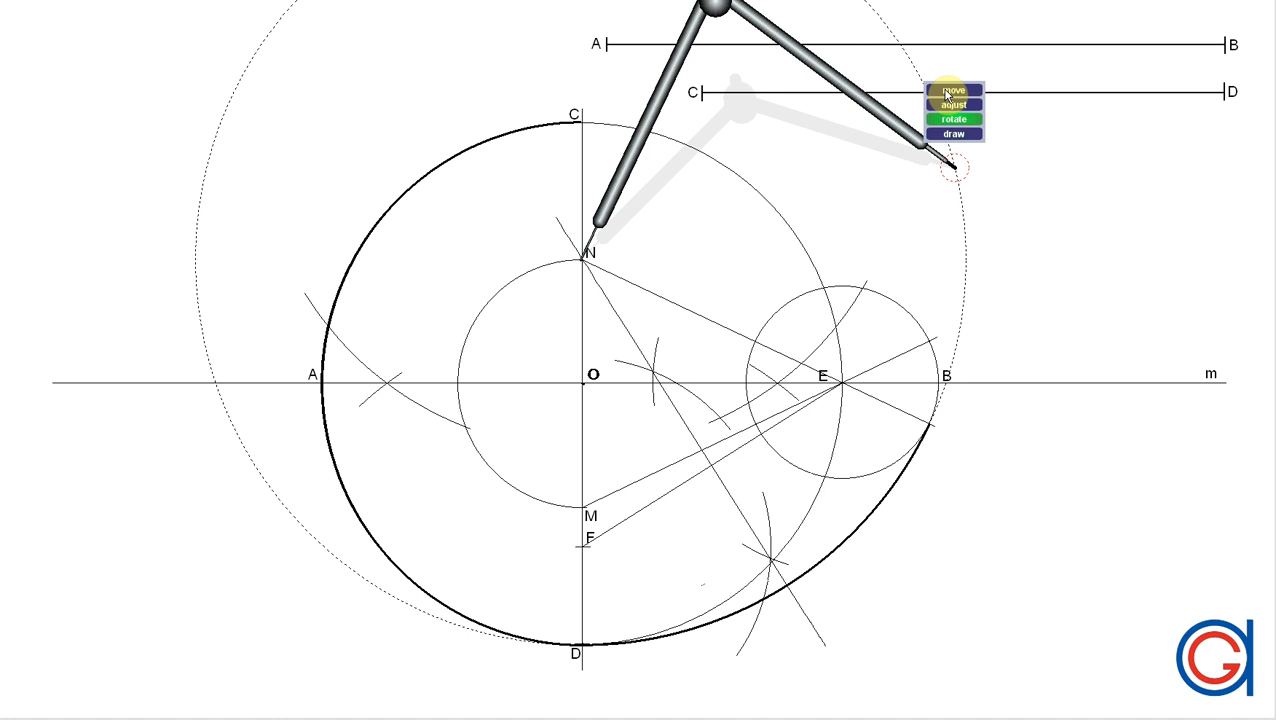 A B
C D
move
adjust
rotate
draw
C
N
A O E B m
M
F
D